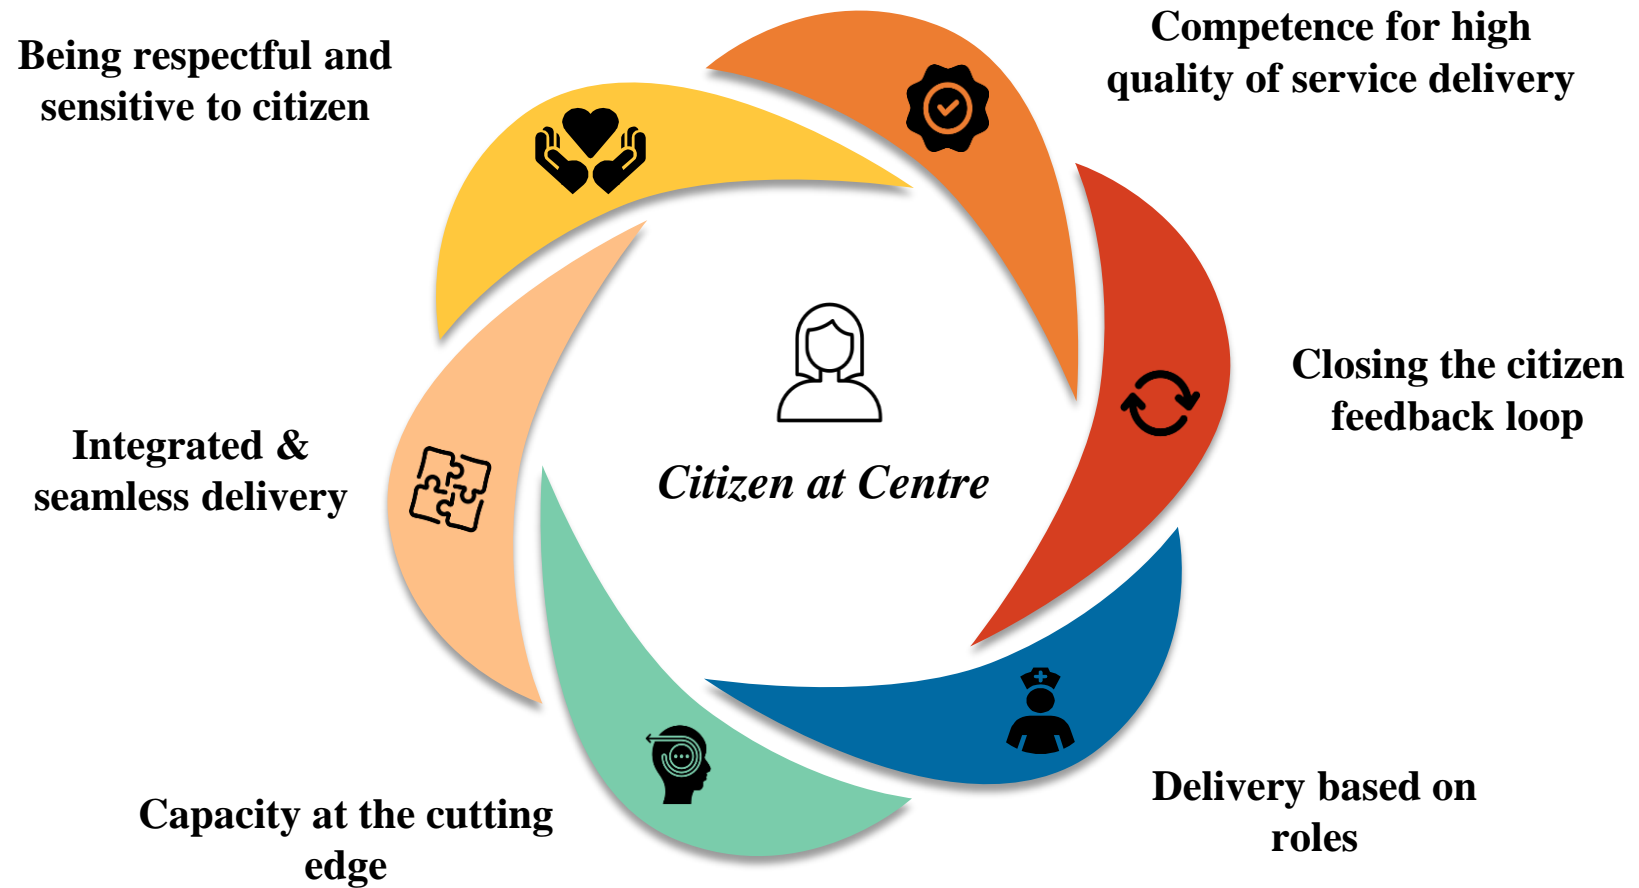 Being respectful and
sensitive to citizen
Competence for high
quality of service delivery
Closing the citizen
feedback loop
Integrated &
seamless delivery
Citizen at Centre
Capacity at the cutting
edge
Delivery based on
roles